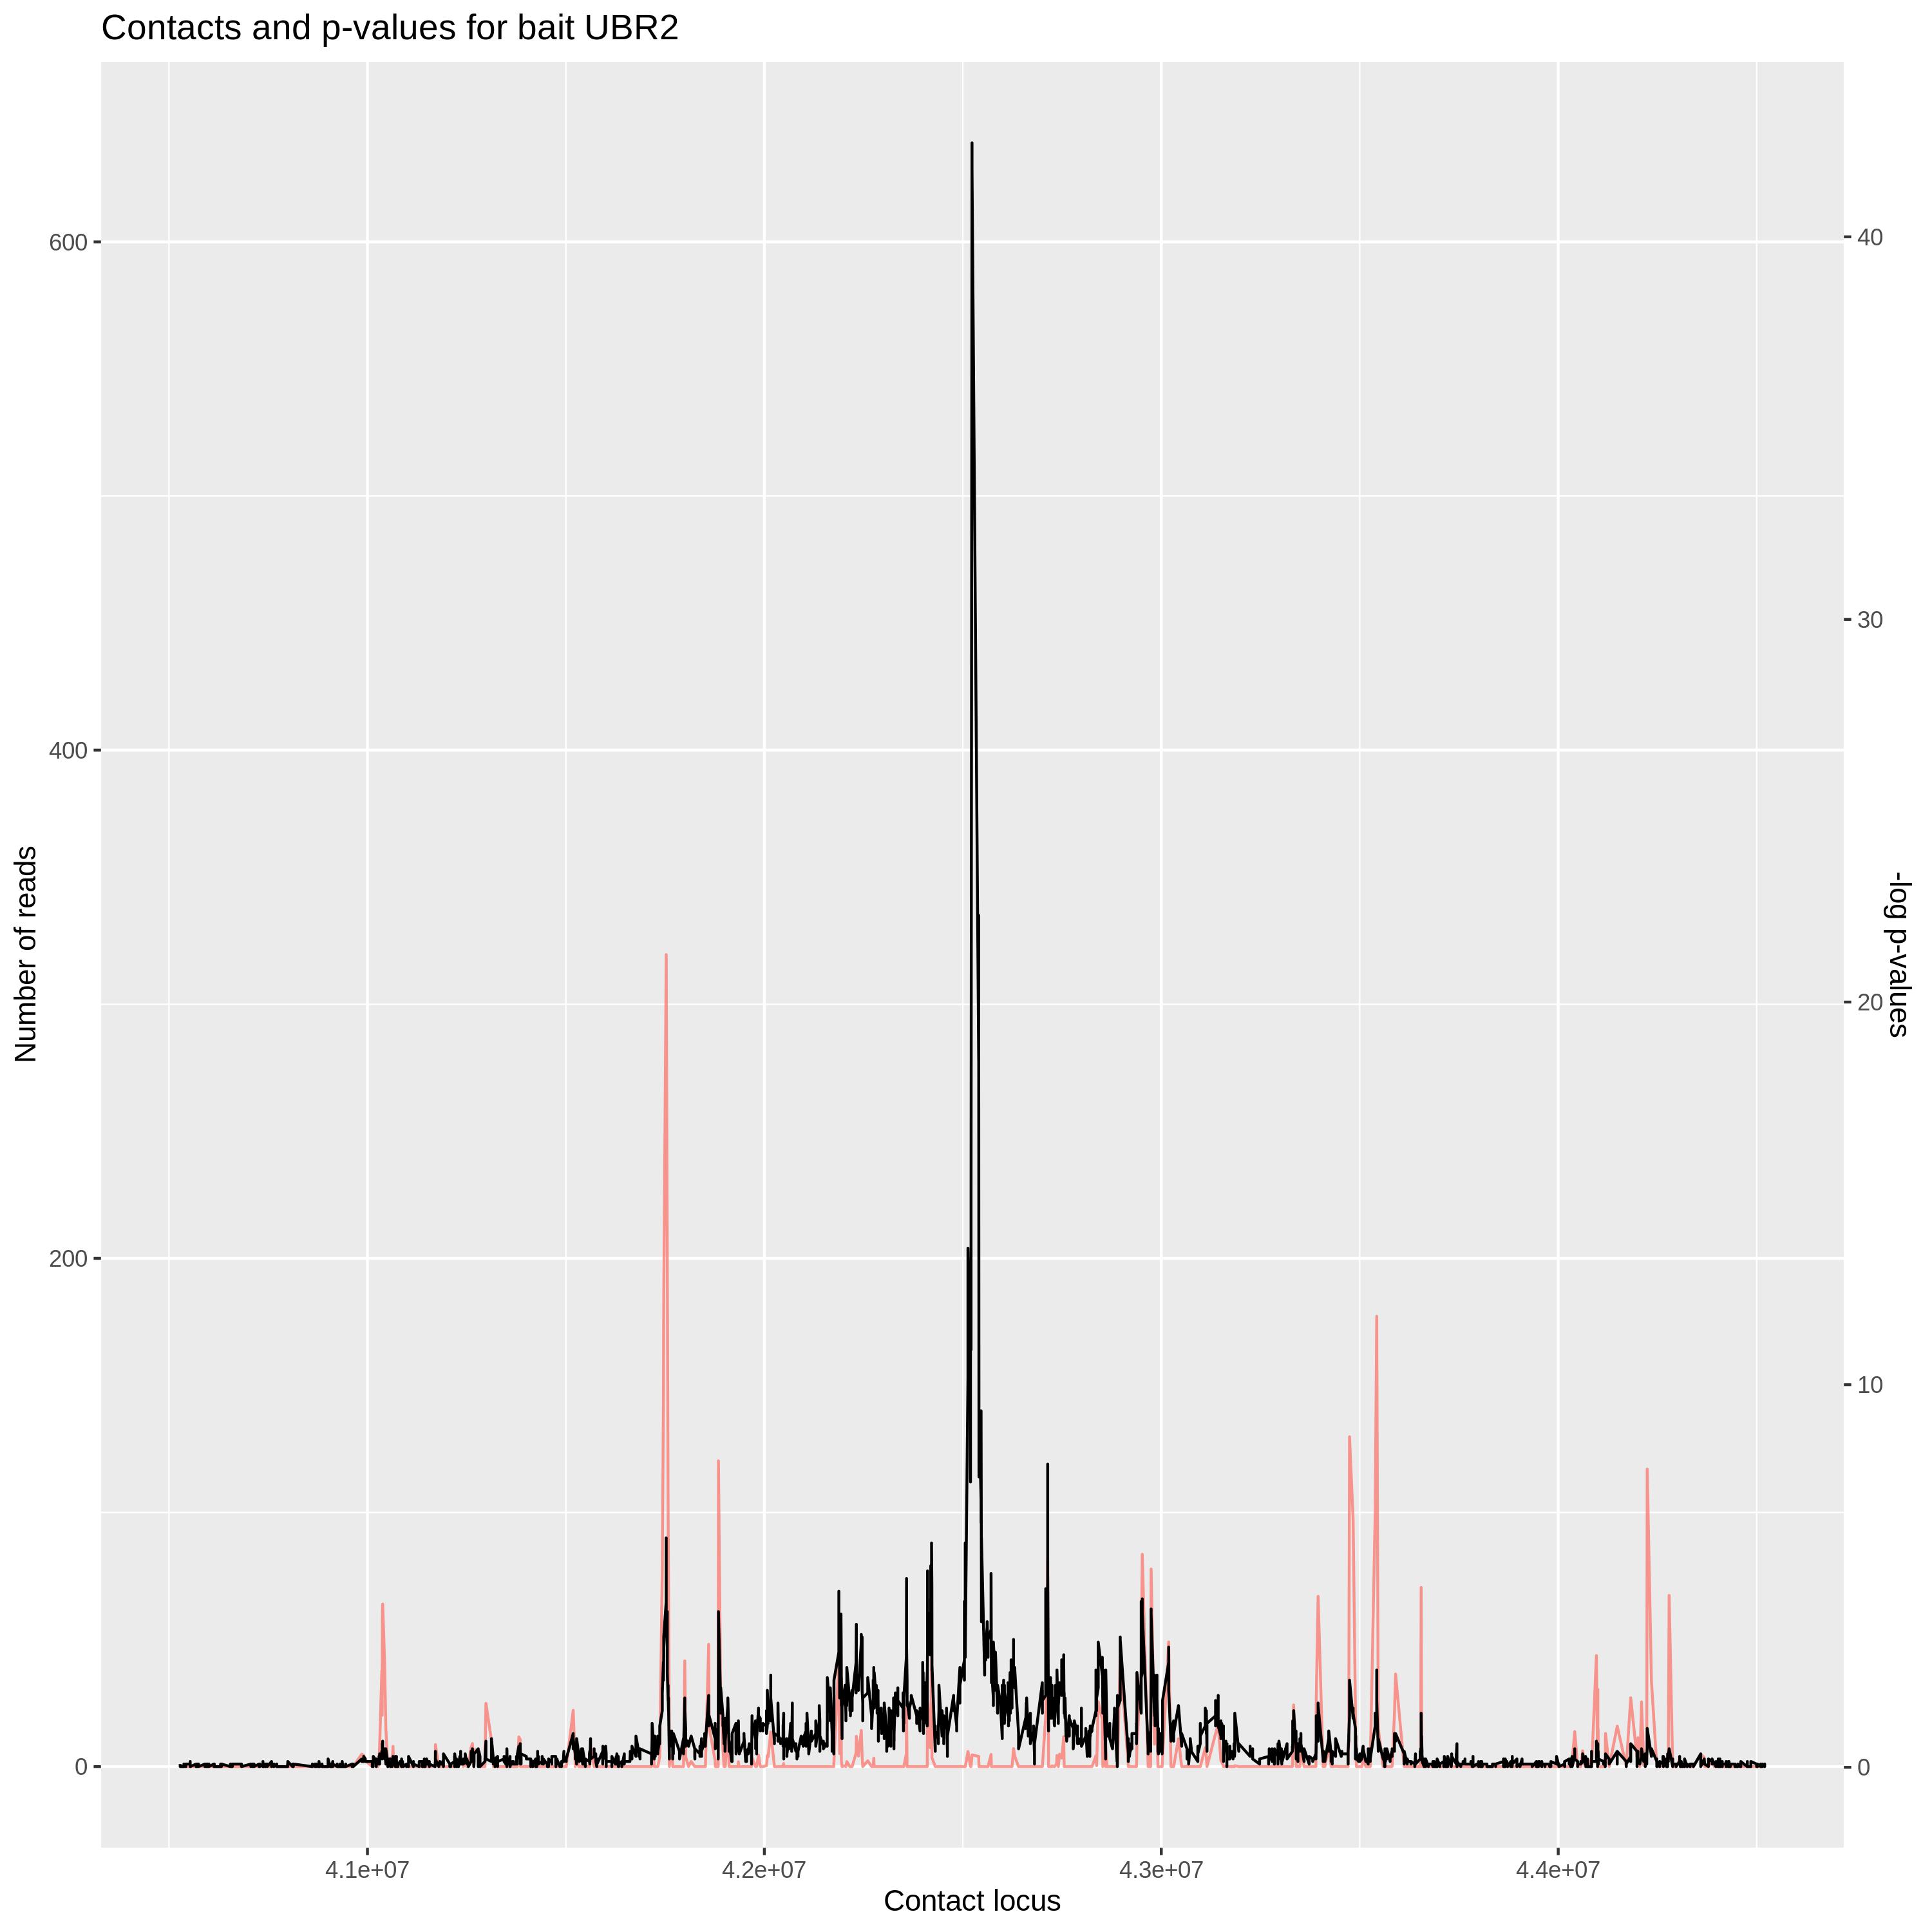 Contacts and p-values for bait UBR2
600
400
200
0
Number of reads
40
30
20
10
0
-log p-values
4.1e+07
4.2e+07
4.3e+07
4.4e+07
Contact locus